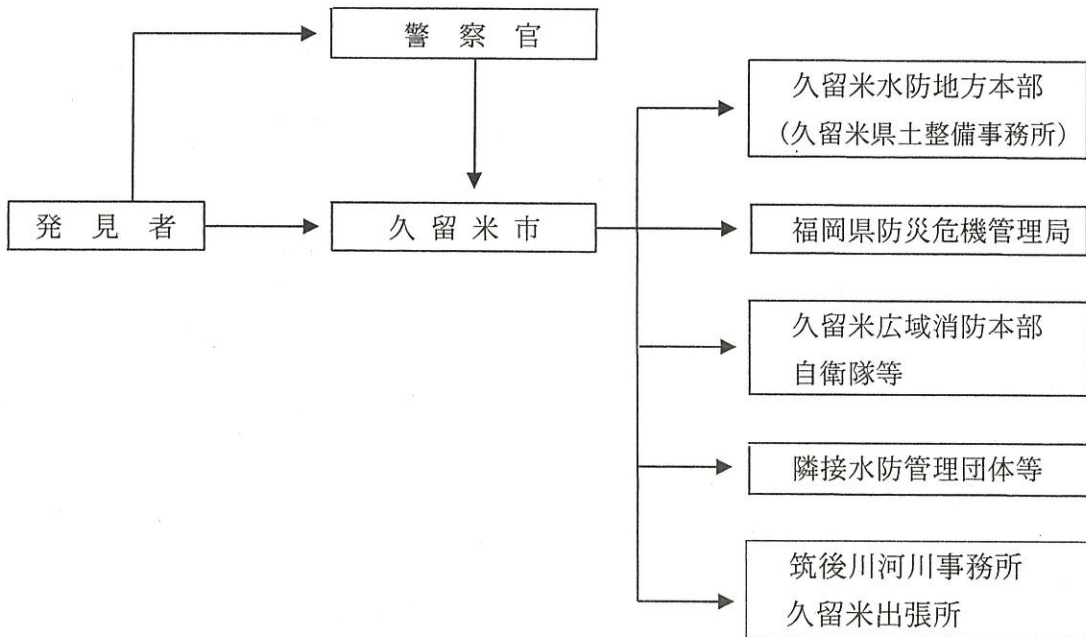 警察官
発見者
久留米市
久留米水防地方本部
（久留米県土整備事務所）
福岡県防災危機管理局
久留米広域消防本部
自衛隊等
隣接水防管理団体等
筑後川河川事務所
久留米出張所